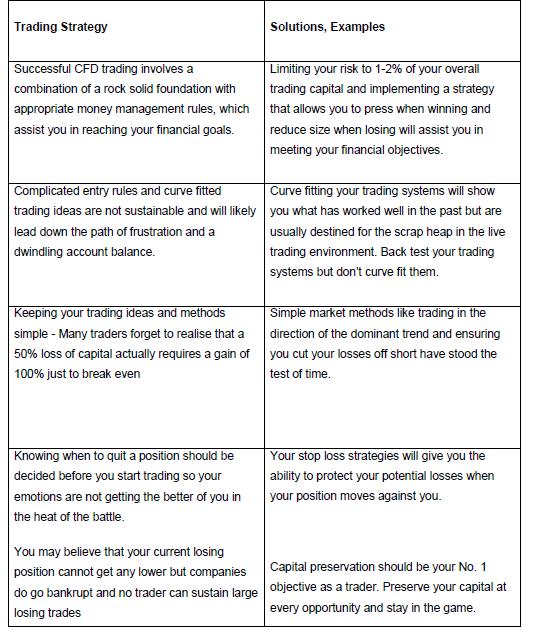 Trading Strategy
Solutions, Examples
Successful CFD trading involves a
combination of a rock solid foundation with
appropriate money management rules, which
assist you in reaching your financial goals.
Limiting your risk to 1-2% of your overall
trading capital and implementing a strategy
that allows you to press when winning and
reduce size when losing will assist you in
meeting your financial objectives.
Complicated entry rules and curve fitted
trading ideas are not sustainable and will likely
lead down the path of frustration and a
dwindling account balance.
Curve fitting your trading systems will show
you what has worked well in the past but are
usually destined for the scrap heap in the live
trading environment. Back test your trading
systems but don't curve fit them.
Keeping your trading ideas and methods
simple - Many traders forget to realise that a
50% loss of capital actually requires a gain of
100% just to break even
Simple market methods like trading in the
direction of the dominant trend and ensuring
you cut your losses off short have stood the
test of time.
Knowing when to quit a position should be
decided before you start trading so your
emotions are not getting the better of you in
the heat of the battle.
You may believe that your current losing
position cannot get any lower but companies
do go bankrupt and no trader can sustain large
losing trades
Your stop loss strategies will give you the
ability to protect your potential losses when
your position moves against you.
Capital preservation should be your No. 1
objective as a trader. Preserve your capital at
every opportunity and stay in the game.